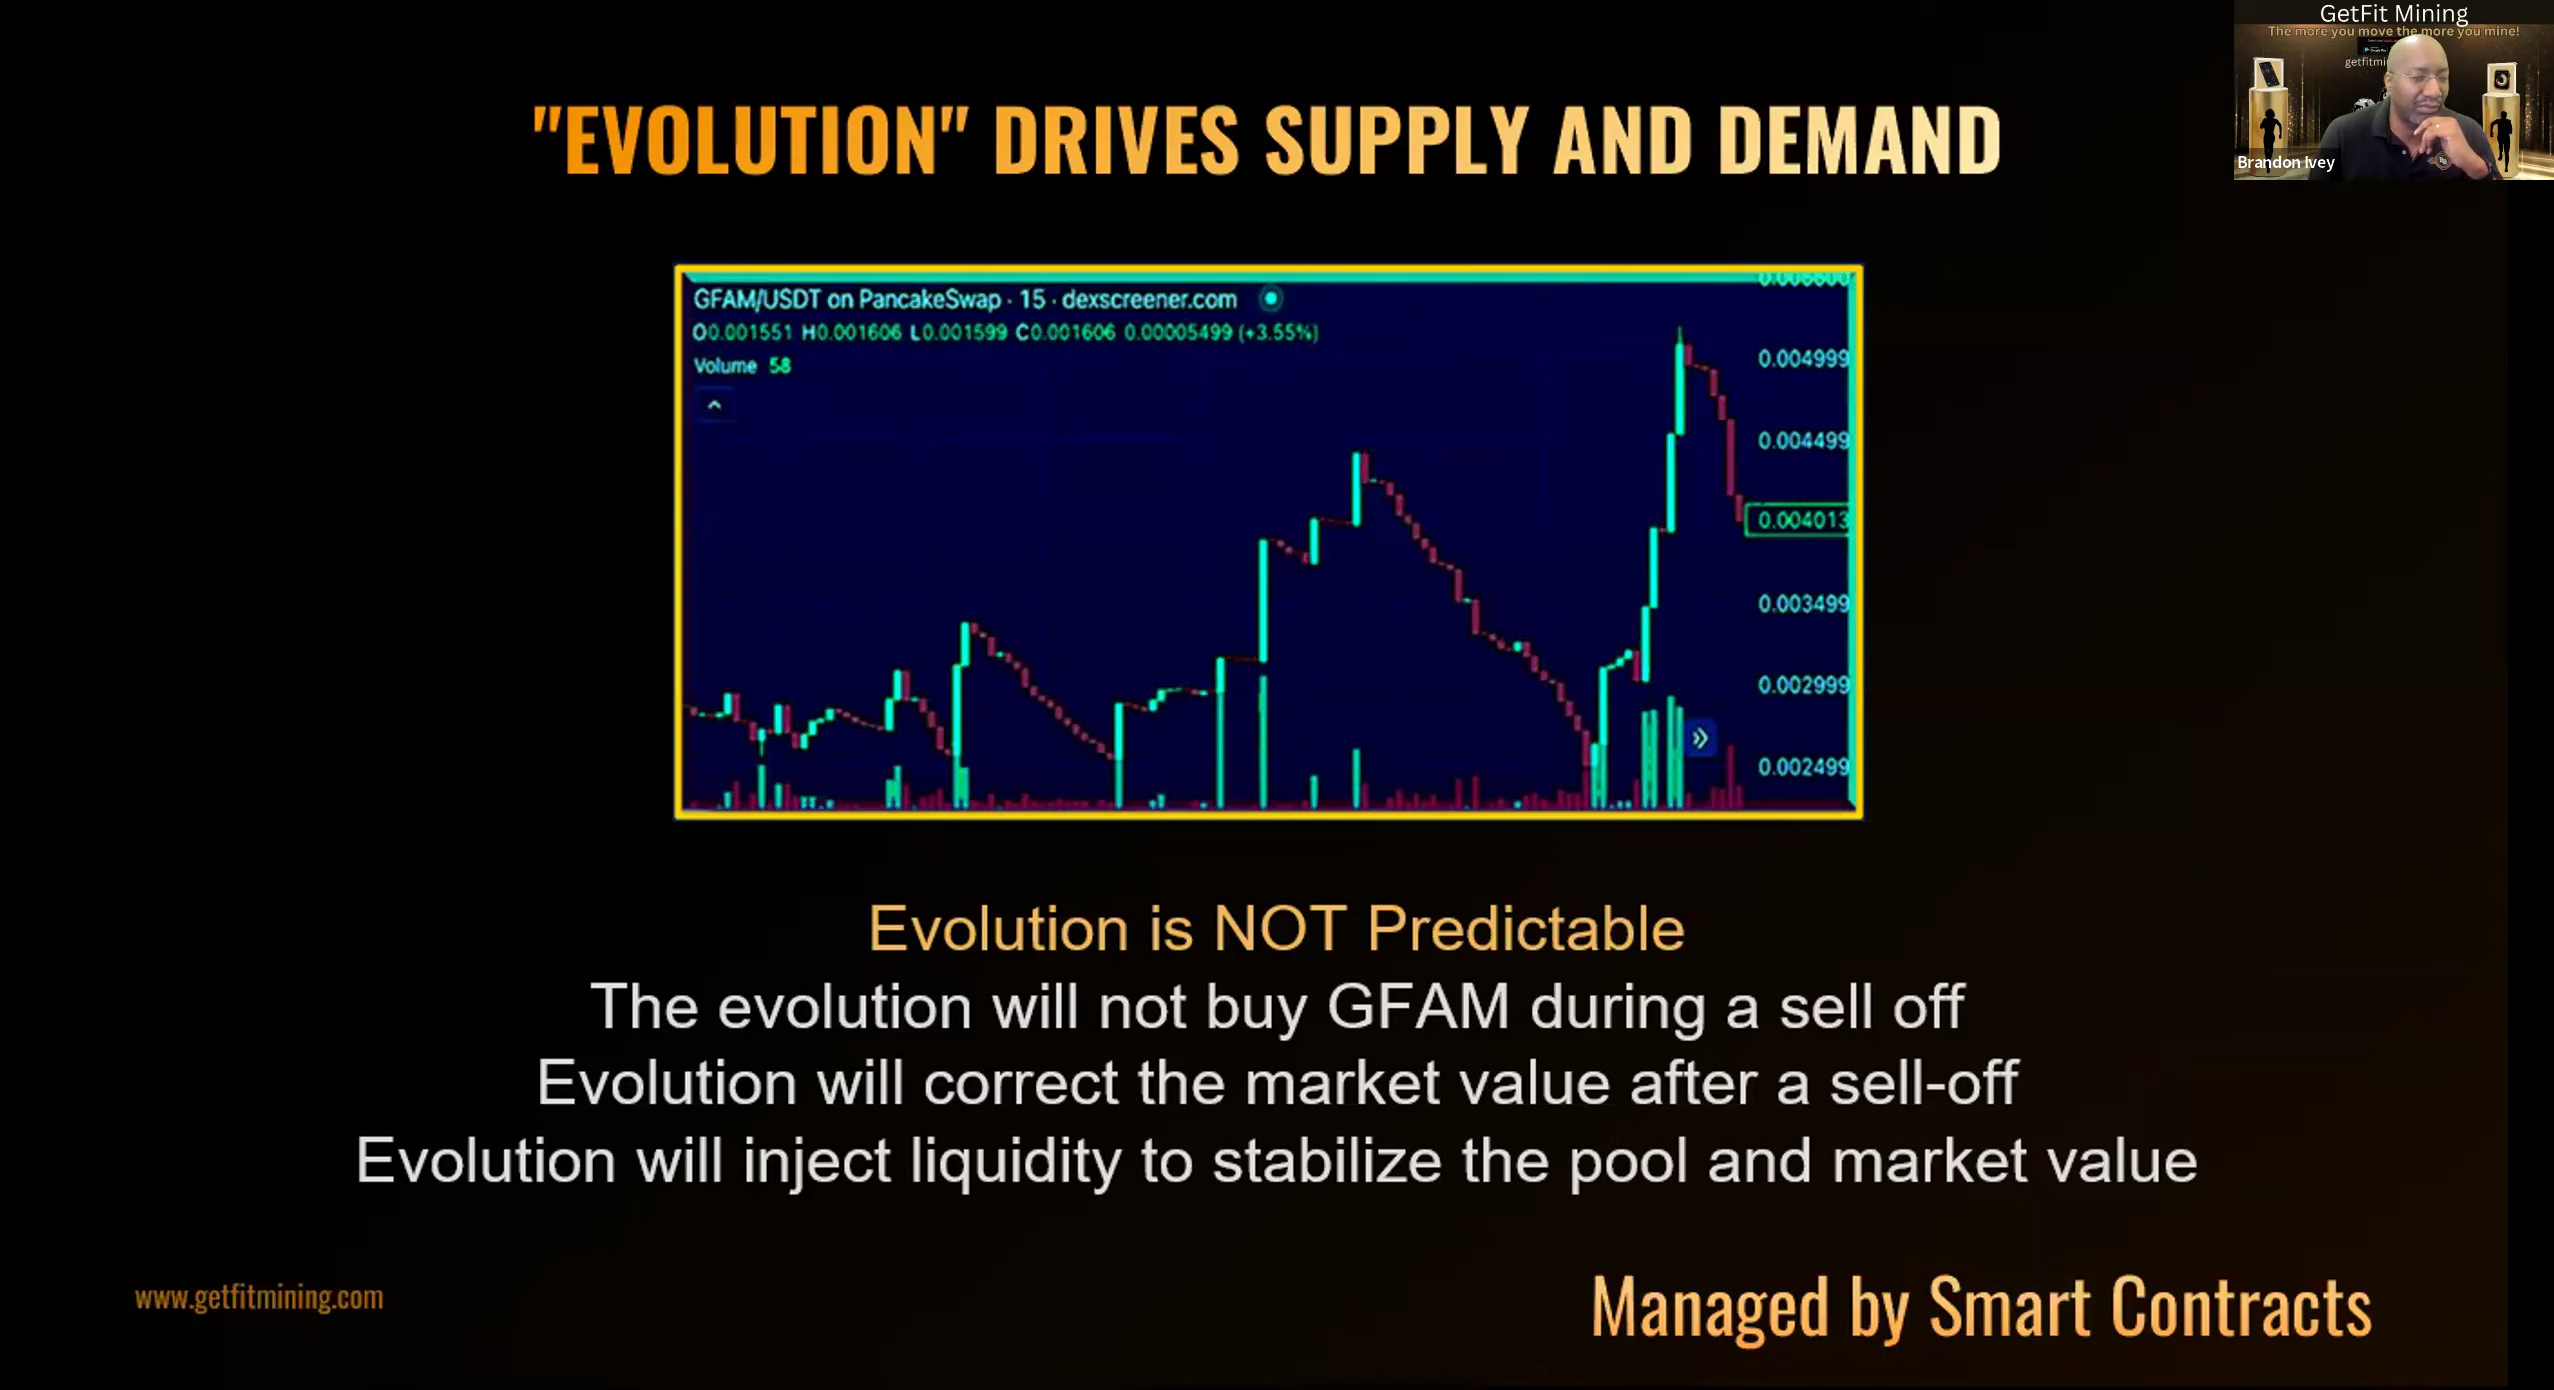 GetFit Mining
The more you move the more you mine!
getfitmi
Brandon Ivey
"EVOLUTION" DRIVES SUPPLY AND DEMAND
GFAM/USDT on PancakeSwap · 15 · dexscreener.com
O0.001551 H0.001606 L0.001599 C0.001606 0.00005499 (+3.55%)
Volume 58
0.004999
0.004499
0.004013
0.003499
0.002999
0.002499
Evolution is NOT Predictable
The evolution will not buy GFAM during a sell off
Evolution will correct the market value after a sell-off
Evolution will inject liquidity to stabilize the pool and market value
www.getfitmining.com
Managed by Smart Contracts